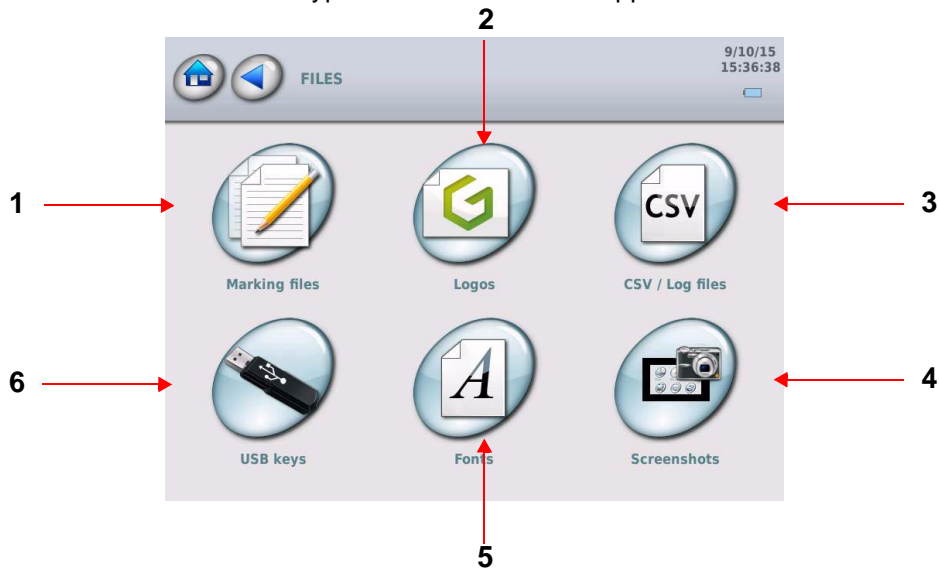 2
9/10/15
15:36:38
FILES
1
3
CSV
Marking files
Logos
CSV / Log files
6
A
4
USB keys
Fonts
Screenshots
5